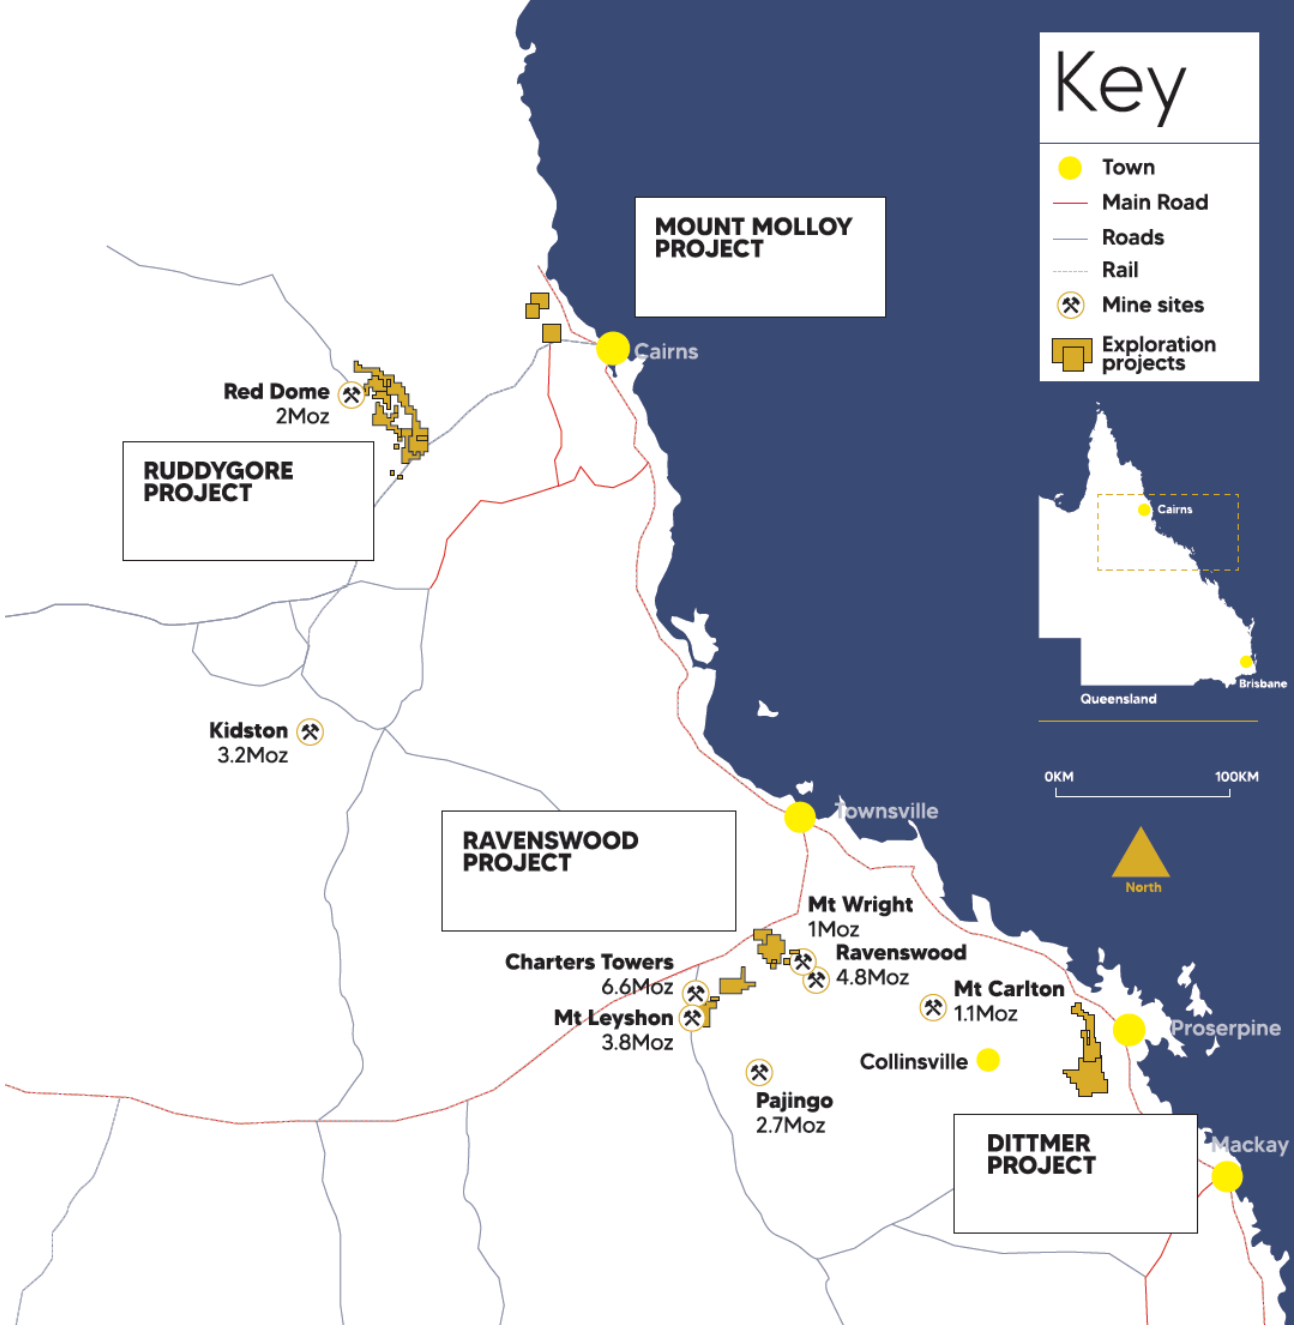 Key
Town
Main Road
Roads
Rail
Mine sites
Exploration
projects
MOUNT MOLLOY
PROJECT
Cairns
Red Dome
2Moz
RUDDYGORE
PROJECT
Cairns
Brisbane
Queensland
Kidston
3.2Moz
0KM 100KM
North
RAVENSWOOD
PROJECT
Townsville
Mt Wright
1Moz
Ravenswood
4.8Moz
Charters Towers
6.6Moz
Mt Leyshon
3.8Moz
Mt Carlton
1.1Moz
Proserpine
Collinsville
Pajingo
2.7Moz
DITTMER
PROJECT
Mackay